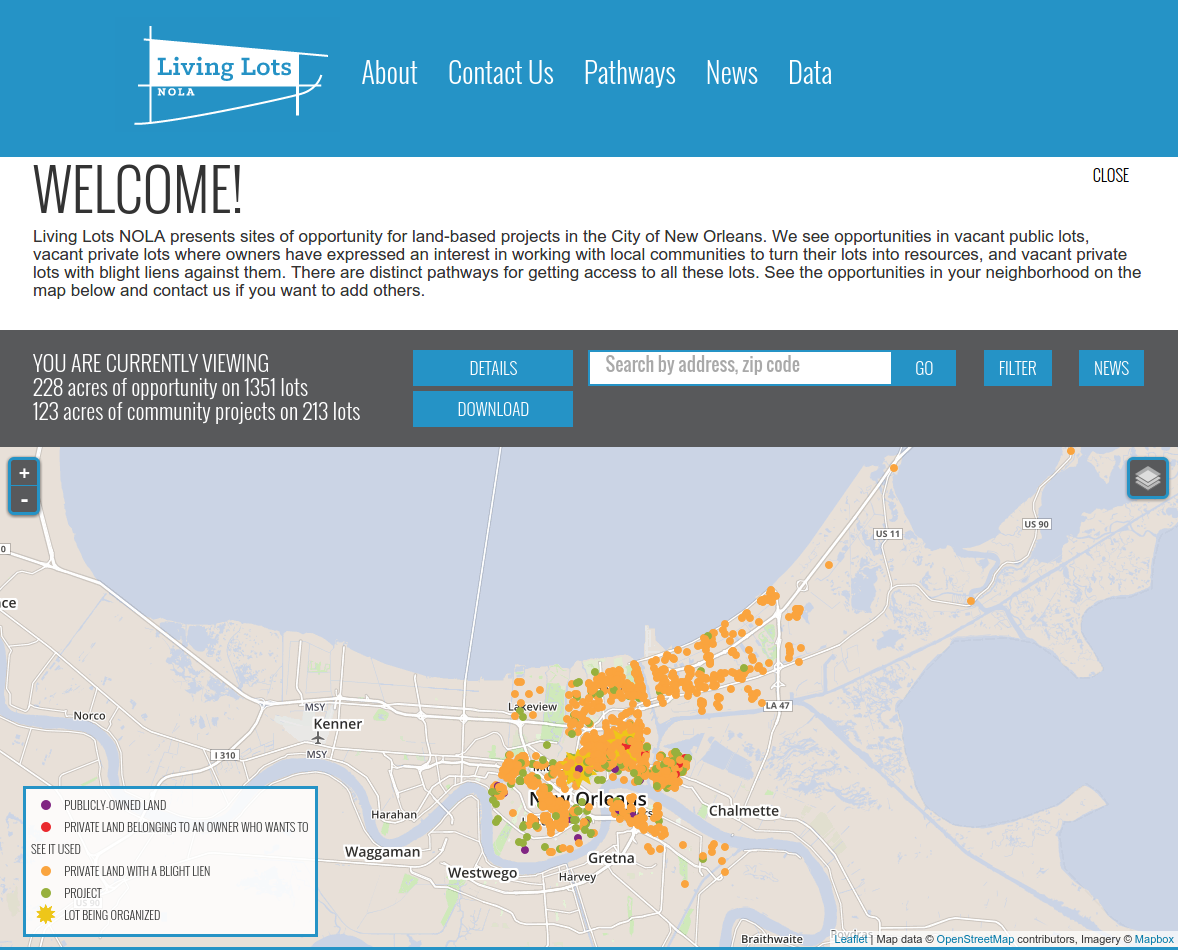 Living Lots
NOLA
About Contact Us Pathways News Data
WELCOME!
CLOSE
Living Lots NOLA presents sites of opportunity for land-based projects in the City of New Orleans. We see opportunities in vacant public lots,
vacant private lots where owners have expressed an interest in working with local communities to turn their lots into resources, and vacant private
lots with blight liens against them. There are distinct pathways for getting access to all these lots. See the opportunities in your neighborhood on the
map below and contact us if you want to add others.
YOU ARE CURRENTLY VIEWING
228 acres of opportunity on 1351 lots
123 acres of community projects on 213 lots
DETAILS
DOWNLOAD
Search by address, zip code
GO
FILTER
NEWS
+
-
US 90
US 11
LA 47
Lakeview
MSY
Kenner
MSY
Norco
I 310
New Orleans
Chalmette
Harahan
Waggaman
Westwego
Gretna
Harvey
Braithwaite
PUBLICLY-OWNED LAND
PRIVATE LAND BELONGING TO AN OWNER WHO WANTS TO
SEE IT USED
PRIVATE LAND WITH A BLIGHT LIEN
PROJECT
LOT BEING ORGANIZED
Leaflet | Map data © OpenStreetMap contributors, Imagery © Mapbox